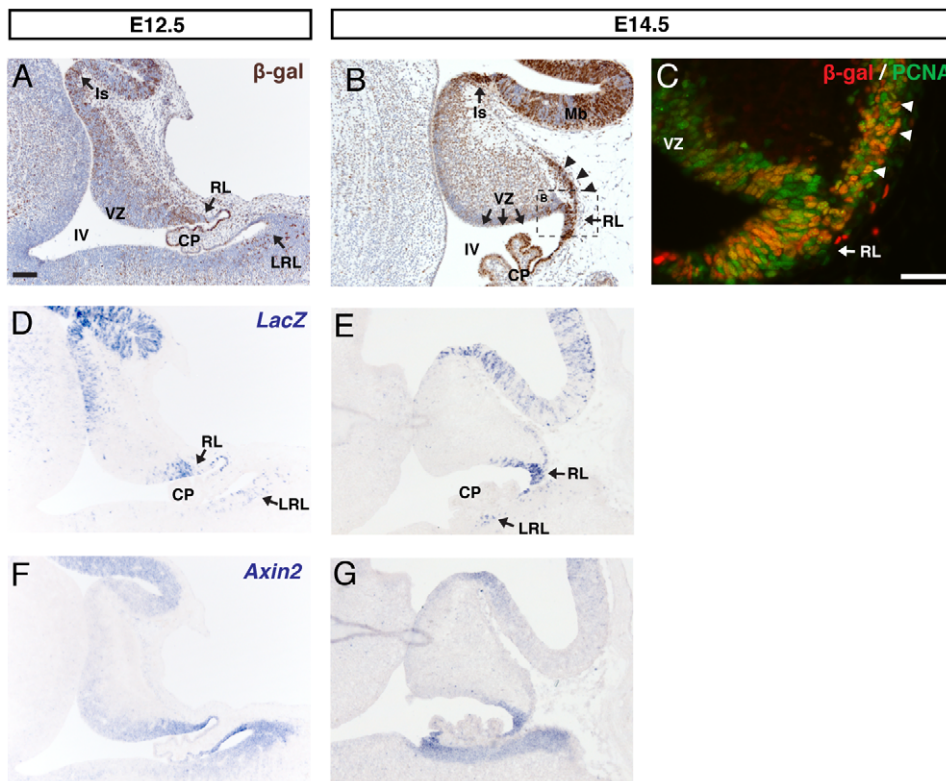 E12.5
E14.5
A
β-gal
Is
RL
VZ
IV
CP
LRL
B
Is
Mb
VZ
B
RL
IV
CP
C
β-gal / PCNA
VZ
RL
D
LacZ
RL
CP
LRL
E
RL
CP
LRL
F
Axin2
G